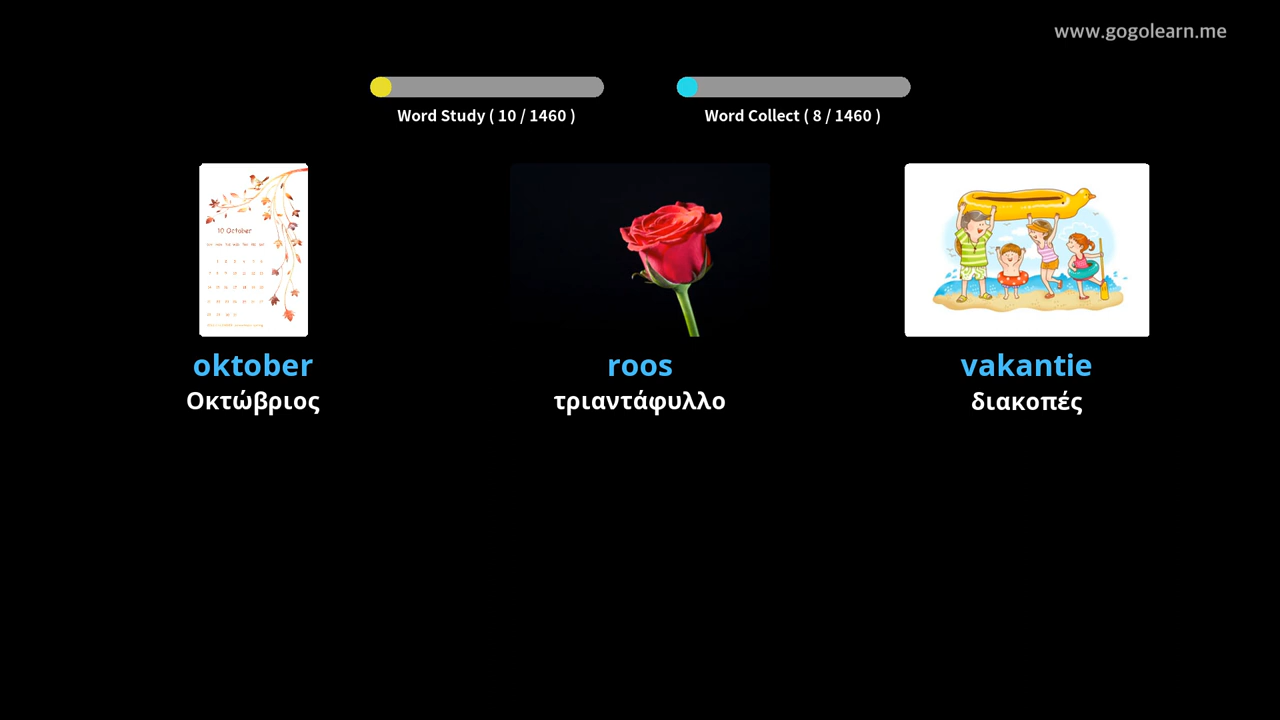 www.gogolearn.me
Word Study ( 10 / 1460 )
Word Collect ( 8 / 1460 )
10 October
oktober
roos
vakantie
Οκτώβριος
τριαντάφυλλο
διακοπές